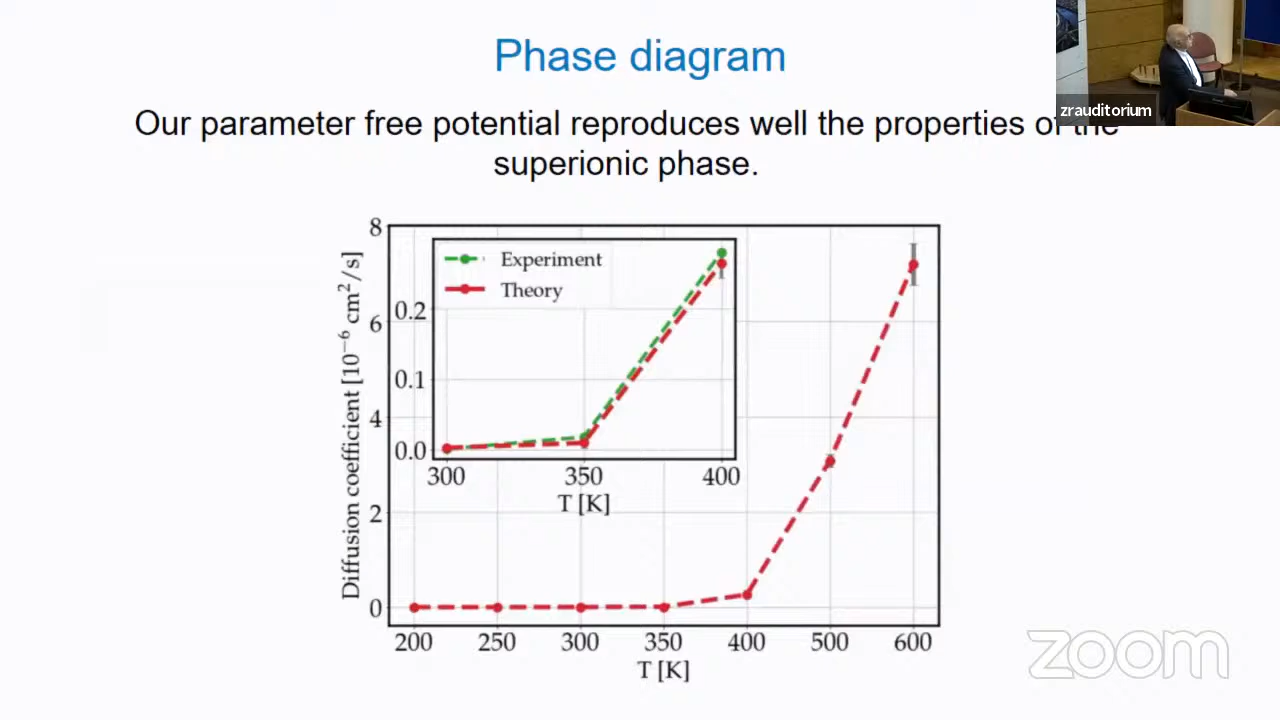 Phase diagram
zrauditorium
Our parameter free potential reproduces well the properties of the
superionic phase.
8
6
4
2
0
Diffusion coefficient [10⁻⁶ cm²/s]
Experiment
Theory
0.2
0.1
0.0
300 350 400
T [K]
200 250 300 350 400 500 600
T [K]
zoom